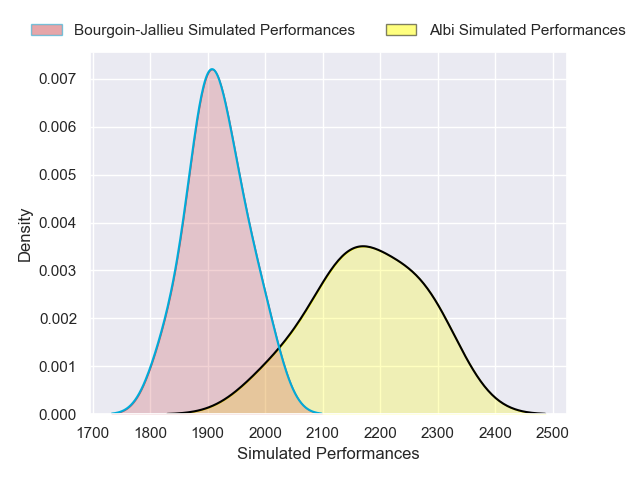 Bourgoin-Jallieu Simulated Performances
Albi Simulated Performances
0.007
0.006
0.005
0.004
0.003
0.002
0.001
0.000
Density
1700 1800 1900 2000 2100 2200 2300 2400 2500
Simulated Performances